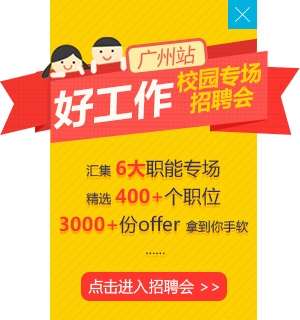 广州站
好工作
校园专场
招聘会
汇集 6大职能专场
精选 400+个职位
3000+份offer 拿到你手软
......
点击进入招聘会 >>